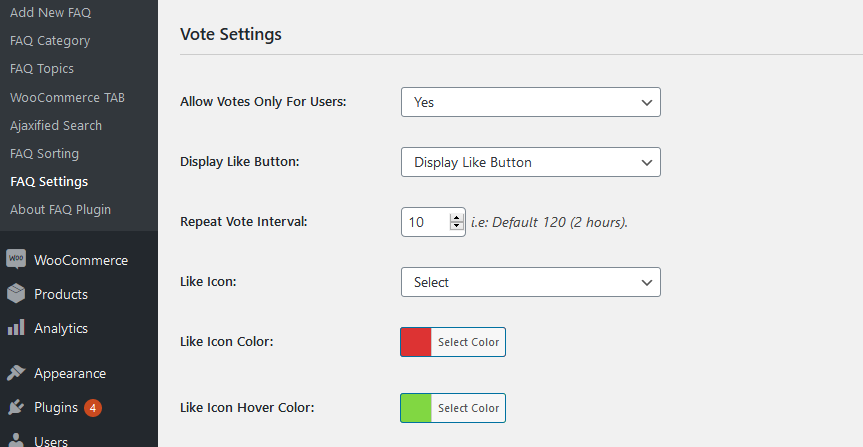 Add New FAQ
FAQ Category
FAQ Topics
WooCommerce TAB
Ajaxified Search
FAQ Sorting
FAQ Settings
About FAQ Plugin
Woo WooCommerce
Products
Analytics
Appearance
Plugins 4
Users
Vote Settings
Allow Votes Only For Users: Yes
Display Like Button: Display Like Button
Repeat Vote Interval: 10 i.e: Default 120 (2 hours).
Like Icon: Select
Like Icon Color: Select Color
Like Icon Hover Color: Select Color